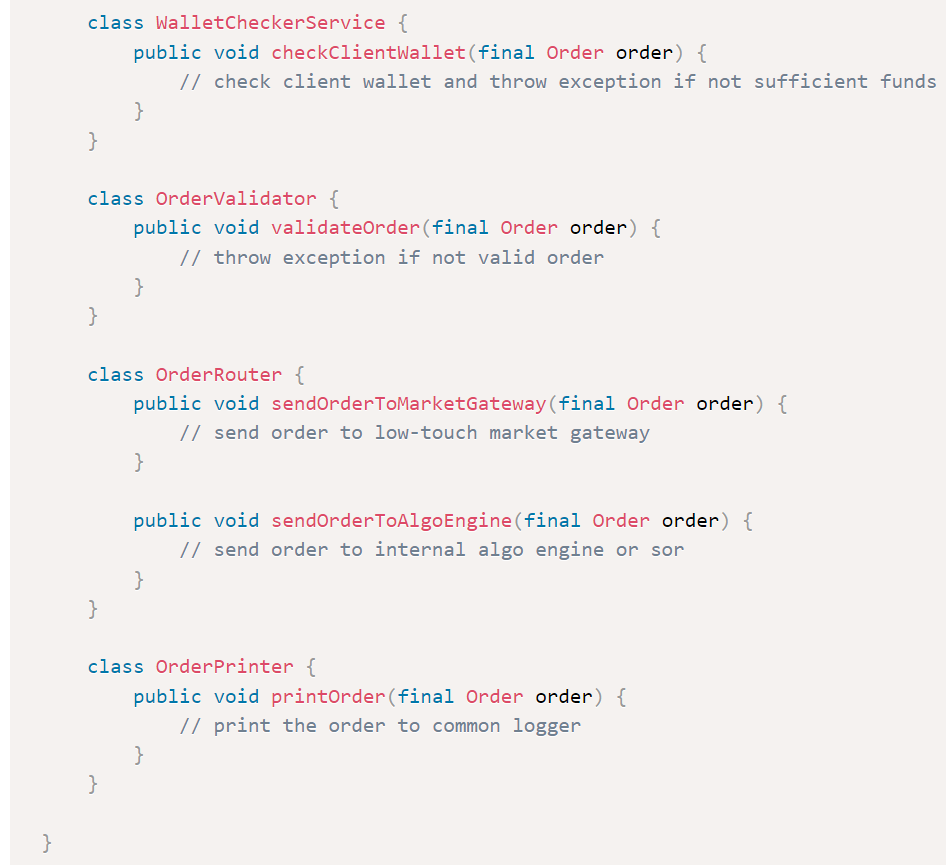 class WalletCheckerService {
public void checkClientWallet(final Order order) {
// check client wallet and throw exception if not sufficient funds
}
}
class OrderValidator {
public void validateOrder(final Order order) {
// throw exception if not valid order
}
}
class OrderRouter {
public void sendOrderToMarketGateway(final Order order) {
// send order to low-touch market gateway
}
public void sendOrderToAlgoEngine(final Order order) {
// send order to internal algo engine or sor
}
}
class OrderPrinter {
public void printOrder(final Order order) {
// print the order to common logger
}
}
}